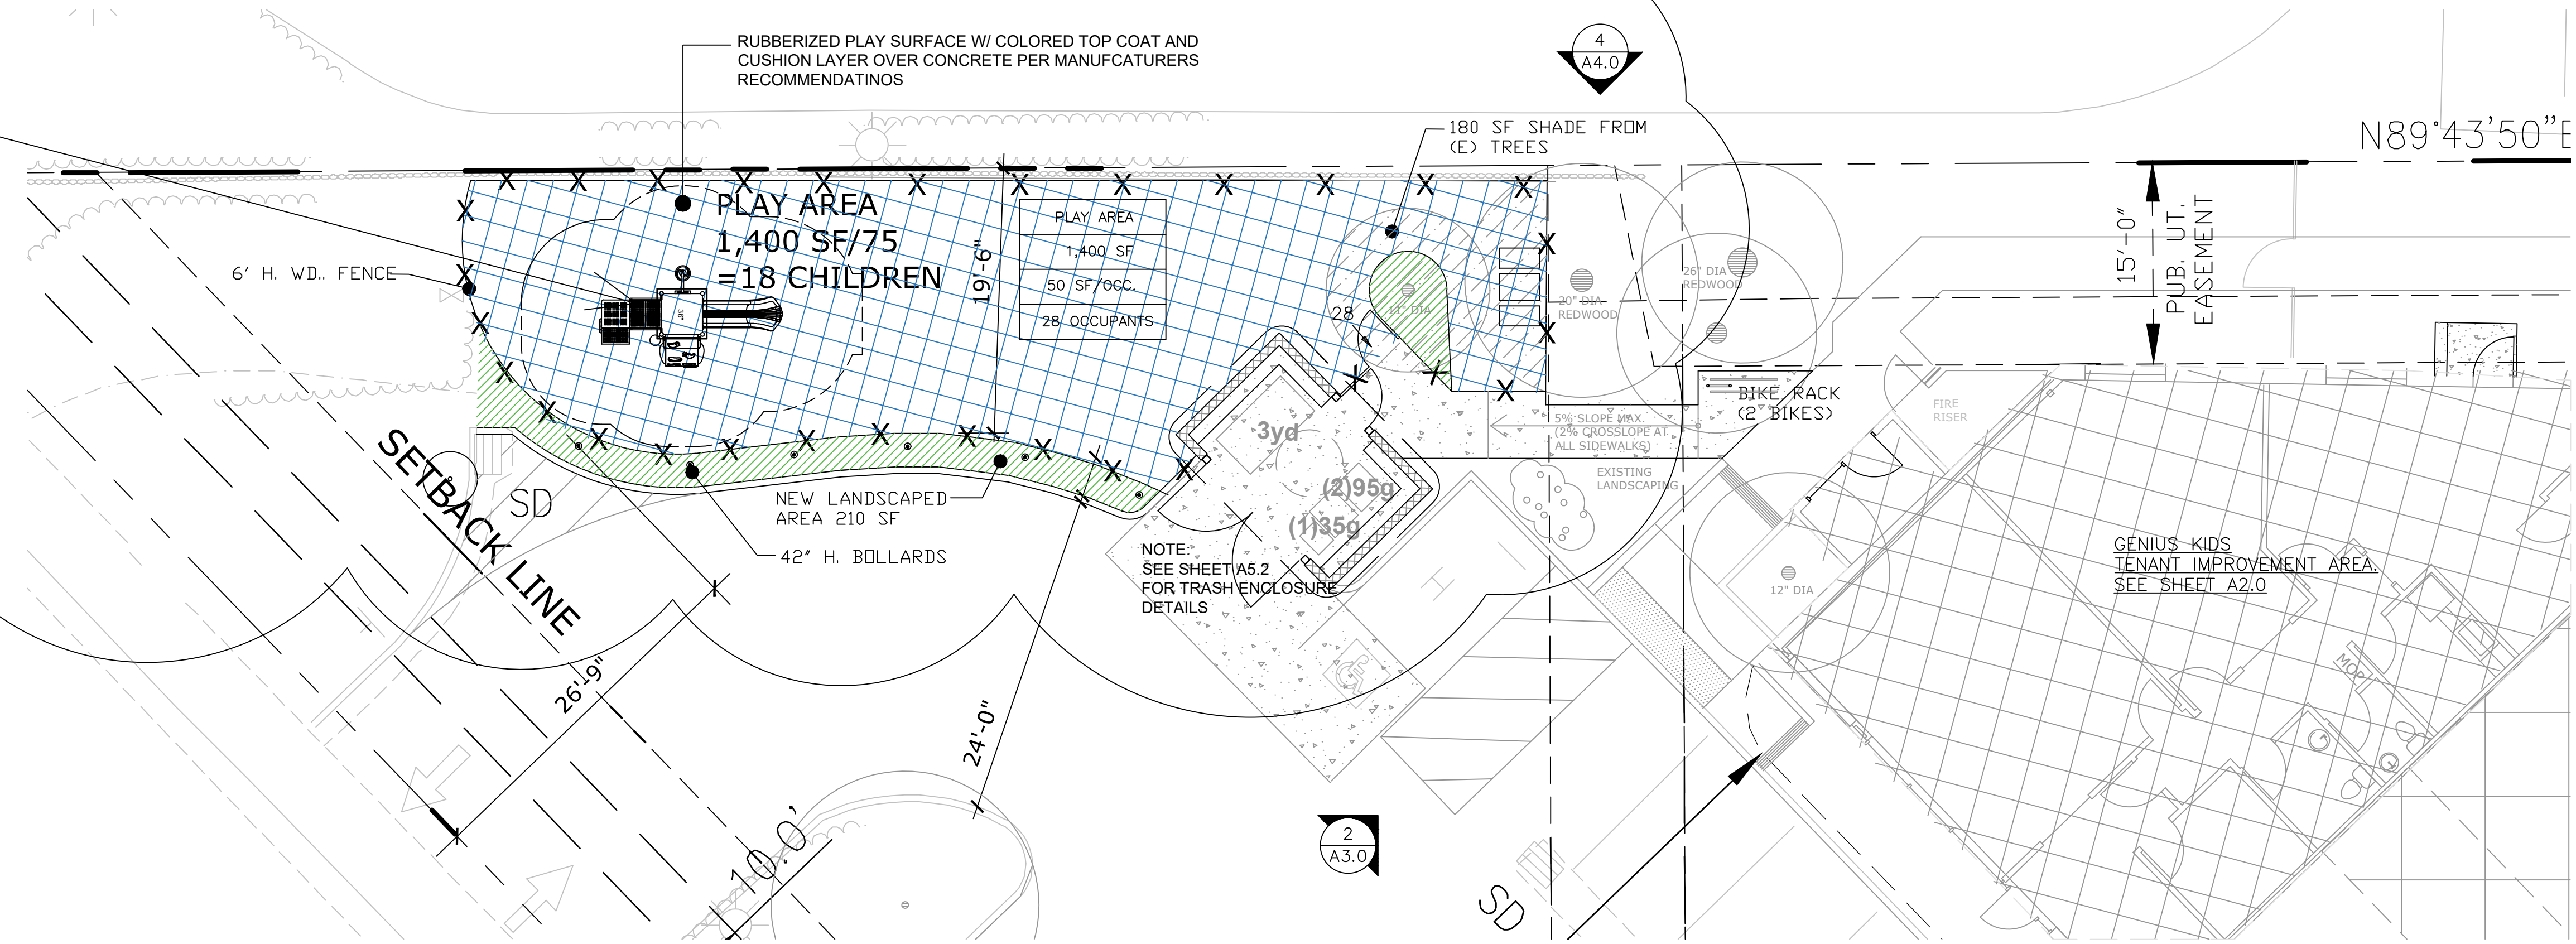 RUBBERIZED PLAY SURFACE W/ COLORED TOP COAT AND
CUSHION LAYER OVER CONCRETE PER MANUFCATURERS
RECOMMENDATINOS
4
A4.0
180 SF SHADE FROM
(E) TREES
N89°43'50"E
PLAY AREA
1,400 SF/75
=18 CHILDREN
19'-6"
PLAY AREA
1,400 SF
50 SF/OCC.
28 OCCUPANTS
6' H. WD.. FENCE
36"
28
11" DIA
20" DIA
REDWOOD
26" DIA
REDWOOD
15'-0"
PUB. UT.
EASEMENT
BIKE RACK
(2 BIKES)
FIRE
RISER
5% SLOPE MAX.
(2% CROSSLOPE AT
ALL SIDEWALKS)
EXISTING
LANDSCAPING
3yd
(2)95g
(1)35g
SETBACK LINE
SD
NEW LANDSCAPED
AREA 210 SF
42" H. BOLLARDS
NOTE:
SEE SHEET A5.2
FOR TRASH ENCLOSURE
DETAILS
12" DIA
GENIUS KIDS
TENANT IMPROVEMENT AREA.
SEE SHEET A2.0
MOP
26'-9"
24'-0"
10.0'
2
A3.0
SD